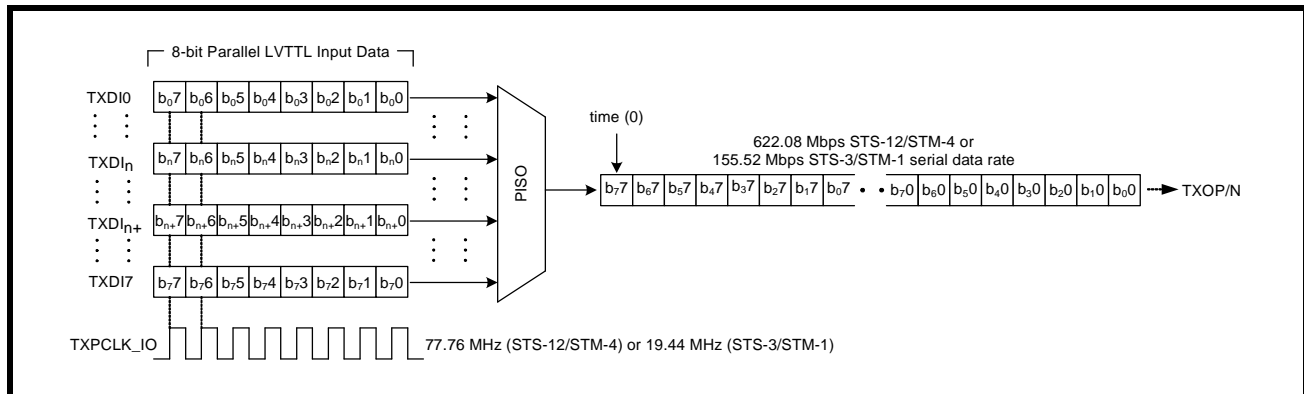 8-bit Parallel LVTTL Input Data
TXDI0 b07 b06 b05 b04 b03 b02 b01 b00
time (0)
622.08 Mbps STS-12/STM-4 or
155.52 Mbps STS-3/STM-1 serial data rate
TXDIn bn7 bn6 bn5 bn4 bn3 bn2 bn1 bn0
PISO
b77 b67 b57 b47 b37 b27 b17 b07 b70 b60 b50 b40 b30 b20 b10 b00 TXOP/N
TXDIn+ bn+7 bn+6 bn+5 bn+4 bn+3 bn+2 bn+1 bn+0
TXDI7 b77 b76 b75 b74 b73 b72 b71 b70
TXPCLK_IO 77.76 MHz (STS-12/STM-4) or 19.44 MHz (STS-3/STM-1)